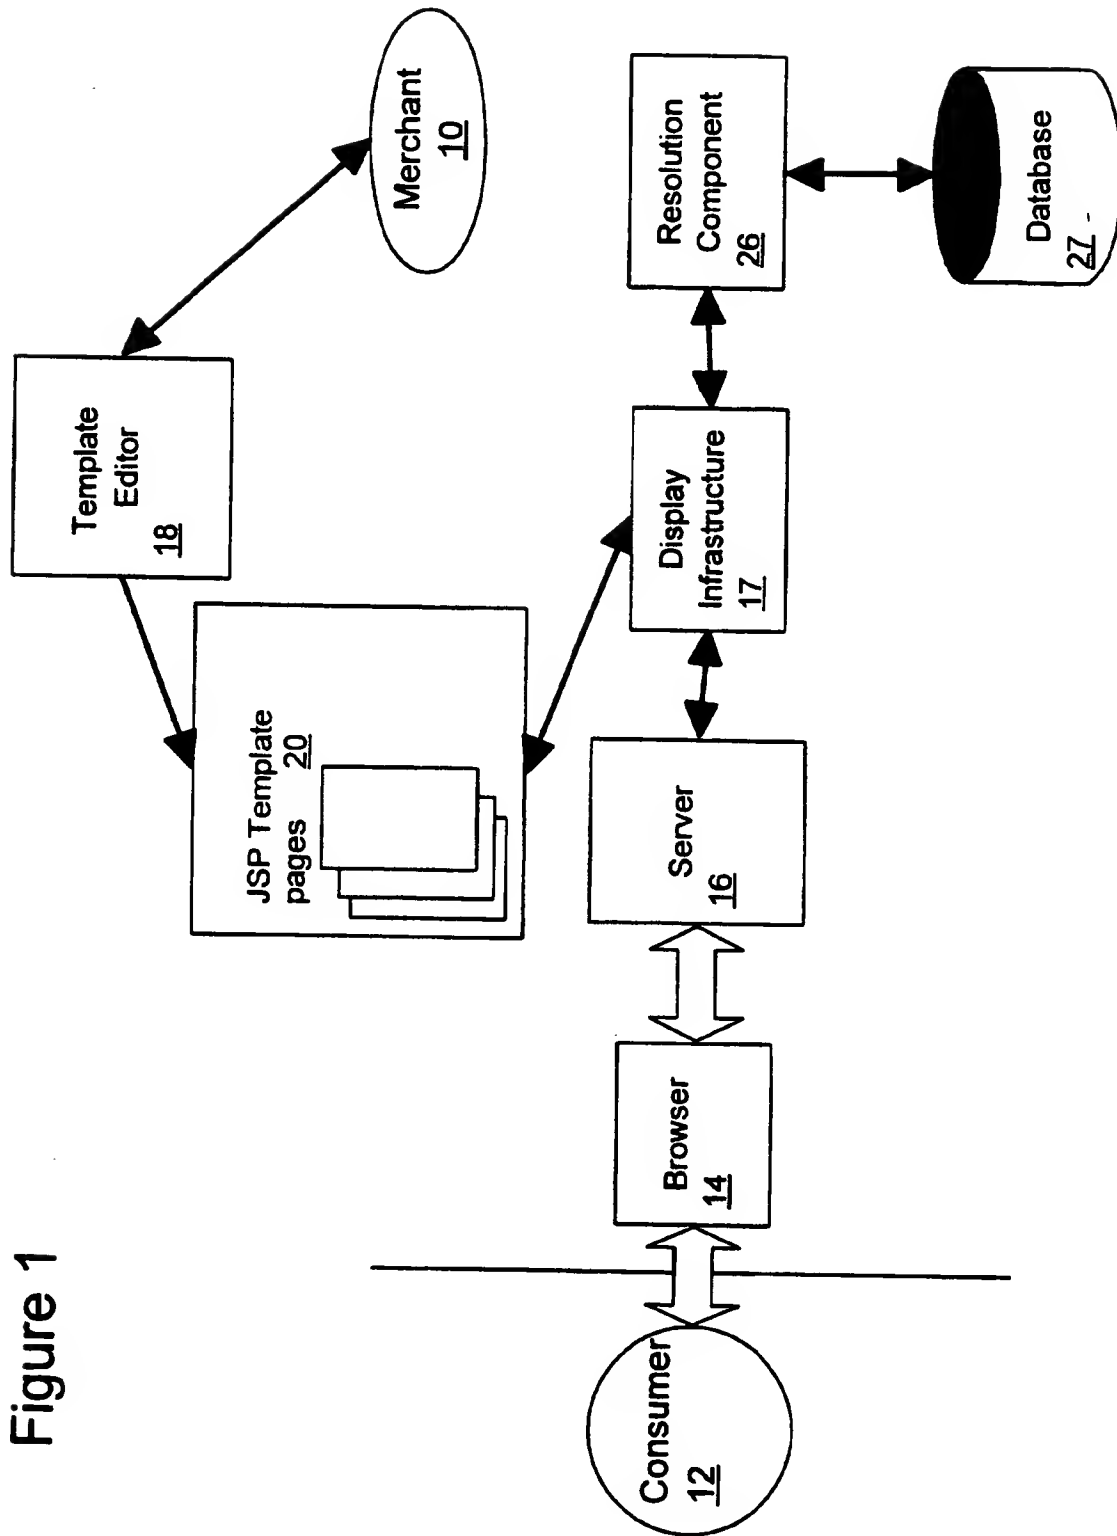 Figure 1
Template
Editor
18
Merchant
10
JSP Template
pages 20
Consumer
12
Browser
14
Server
16
Display
Infrastructure
17
Resolution
Component
26
Database
27